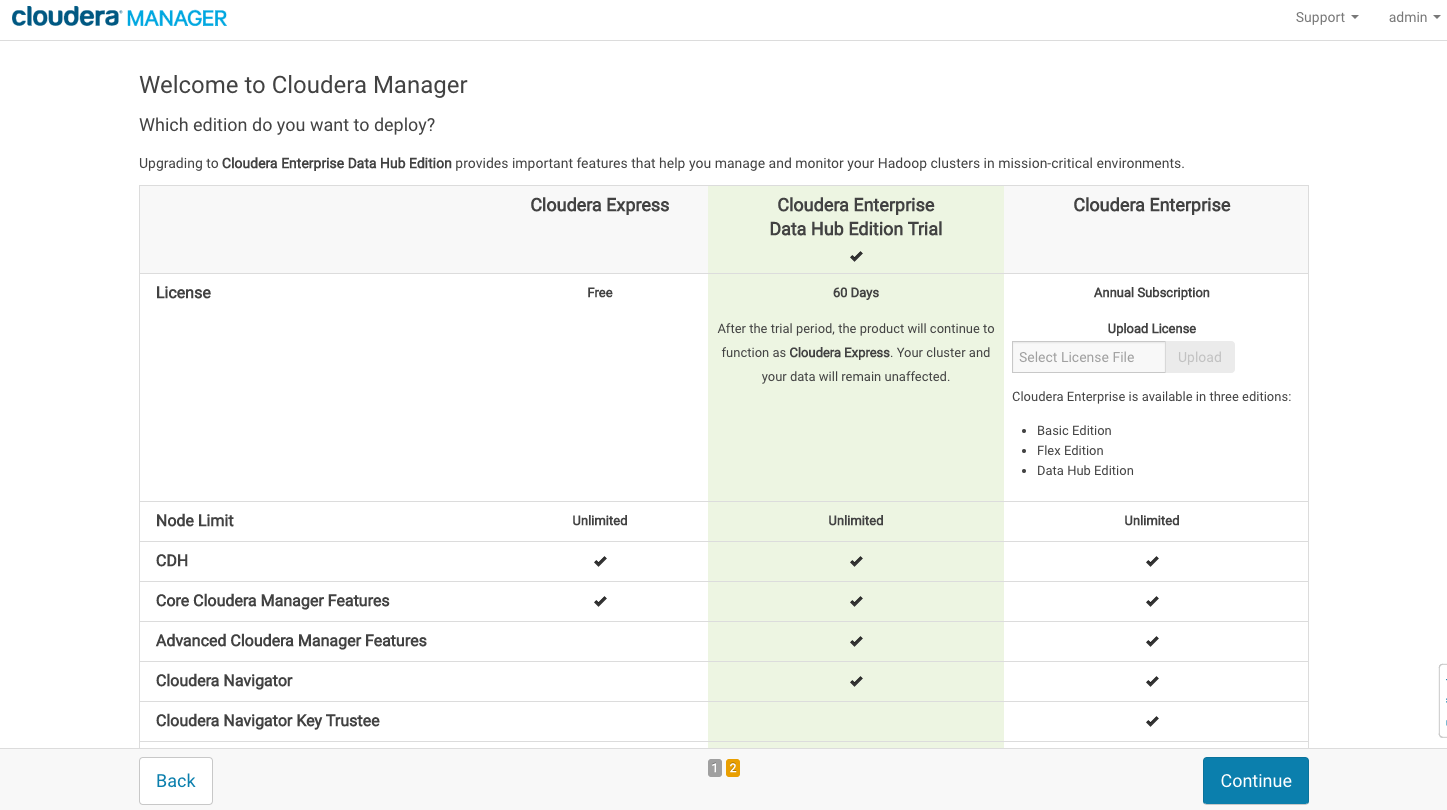 cloudera MANAGER
Support admin
Welcome to Cloudera Manager
Which edition do you want to deploy?
Upgrading to Cloudera Enterprise Data Hub Edition provides important features that help you manage and monitor your Hadoop clusters in mission-critical environments.
Cloudera Express
Cloudera Enterprise
Data Hub Edition Trial
Cloudera Enterprise
License
Free
60 Days
After the trial period, the product will continue to
function as Cloudera Express. Your cluster and
your data will remain unaffected.
Annual Subscription
Upload License
Select License File Upload
Cloudera Enterprise is available in three editions:
• Basic Edition
• Flex Edition
• Data Hub Edition
Node Limit Unlimited Unlimited Unlimited
CDH ✔ ✔ ✔
Core Cloudera Manager Features ✔ ✔ ✔
Advanced Cloudera Manager Features ✔ ✔
Cloudera Navigator ✔ ✔
Cloudera Navigator Key Trustee ✔
Back
1 2
Continue